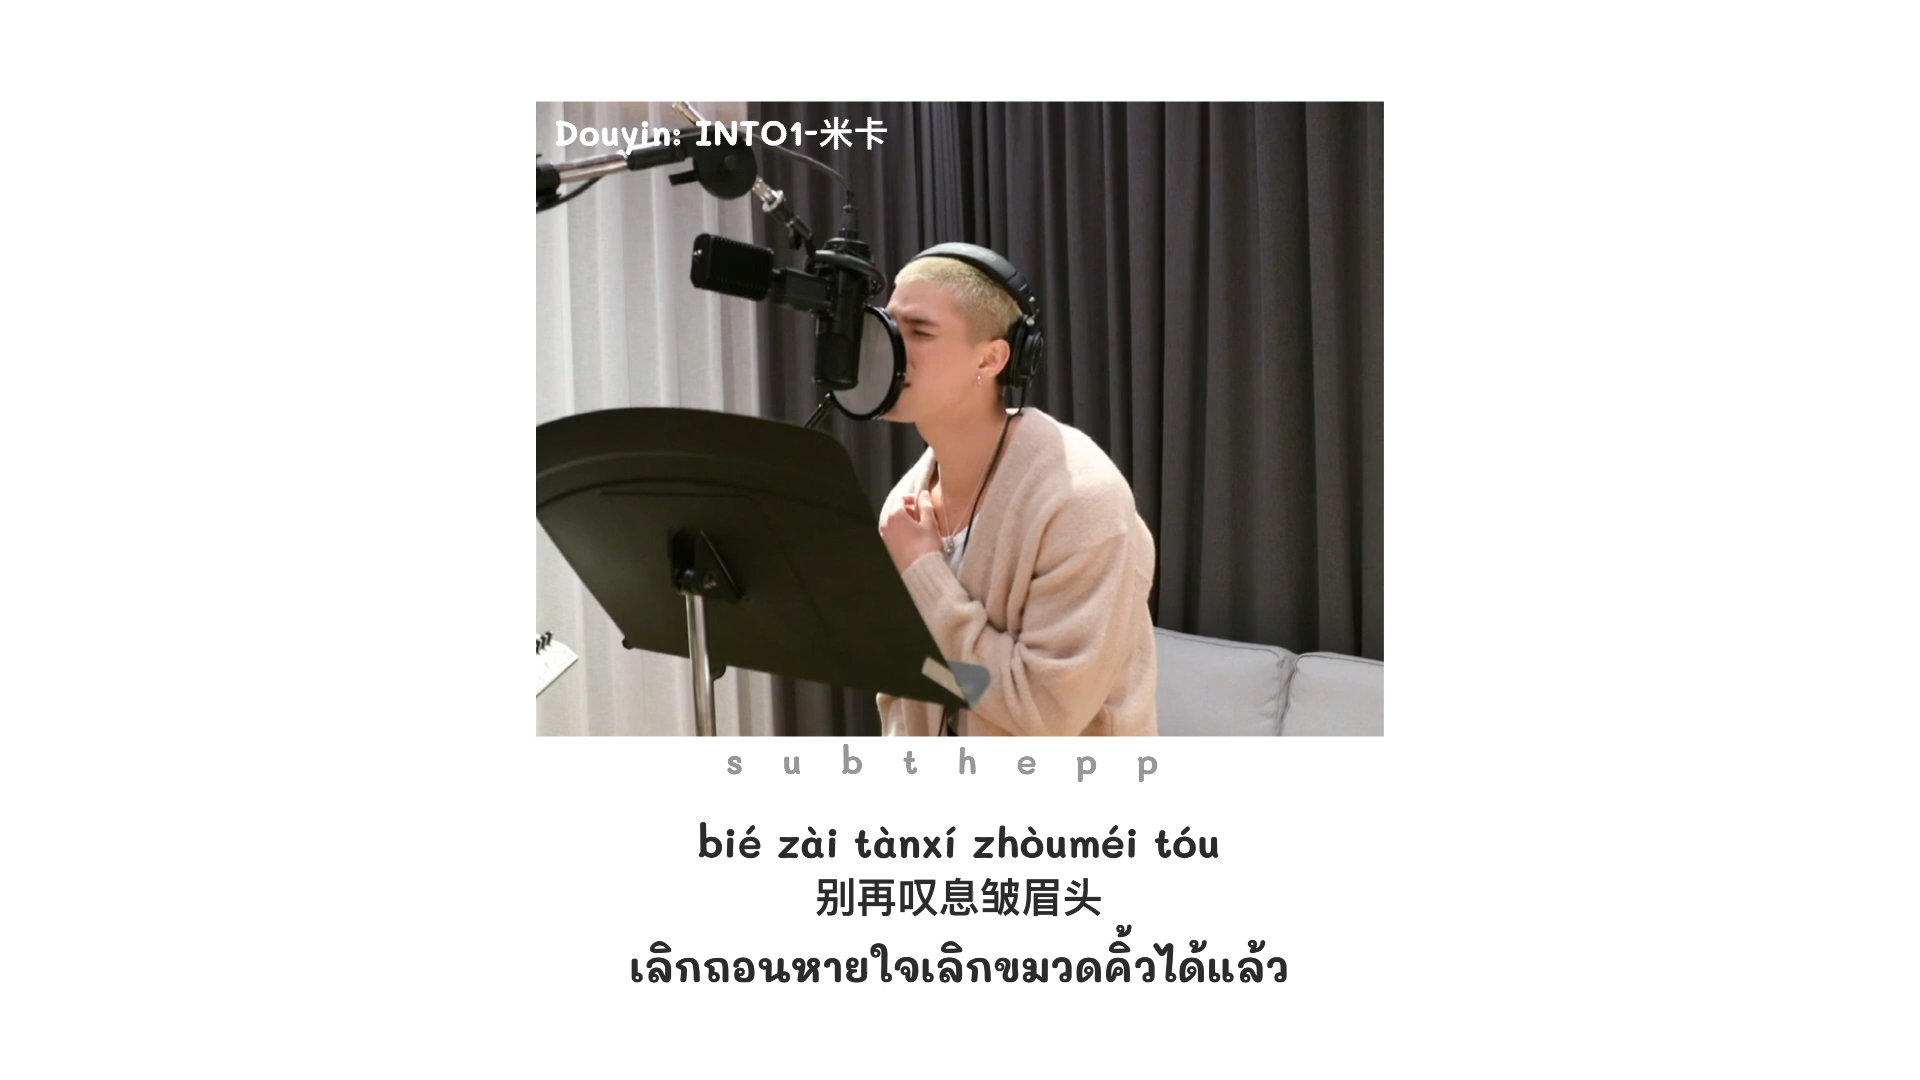 Douyin: INTO1-米卡
s u b t h e p p
bié zài tànxí zhòuméi tóu
别再叹息皱眉头
เลิกถอนหายใจเลิกขมวดคิ้วได้แล้ว